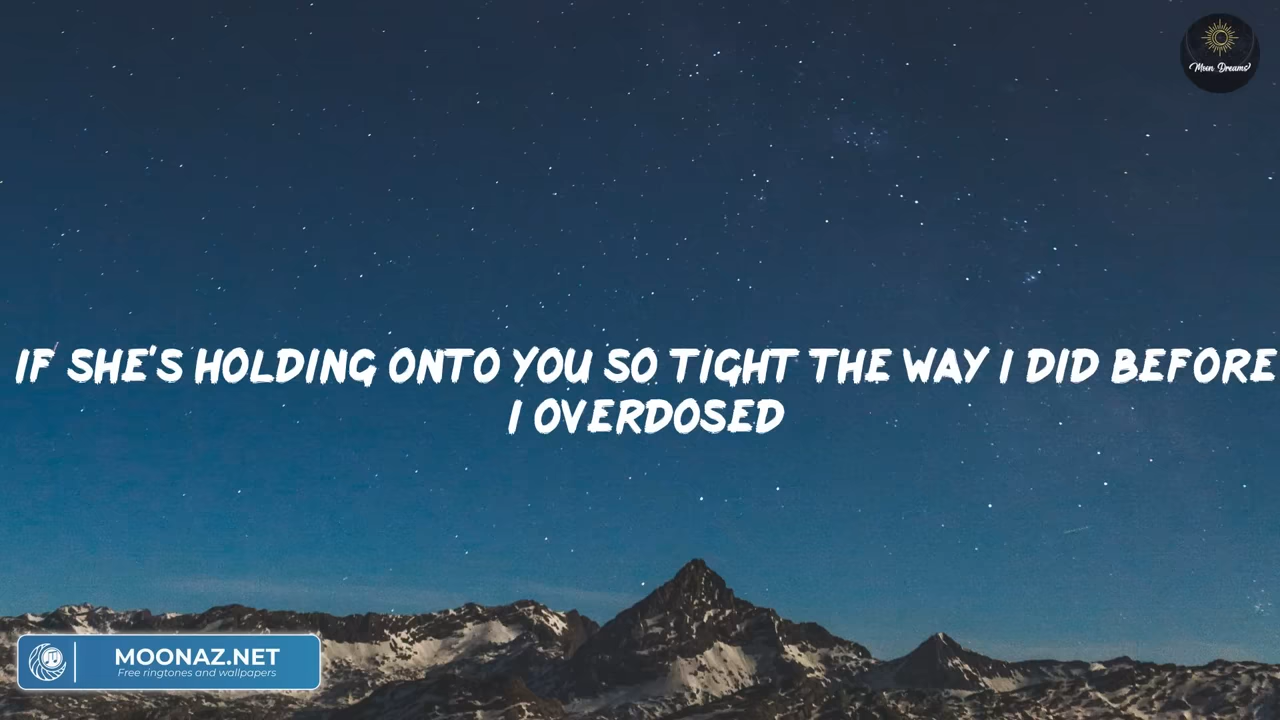 Moon Dreams
IF SHE'S HOLDING ONTO YOU SO TIGHT THE WAY I DID BEFORE
I OVERDOSED
MOONAZ.NET
Free ringtones and wallpapers